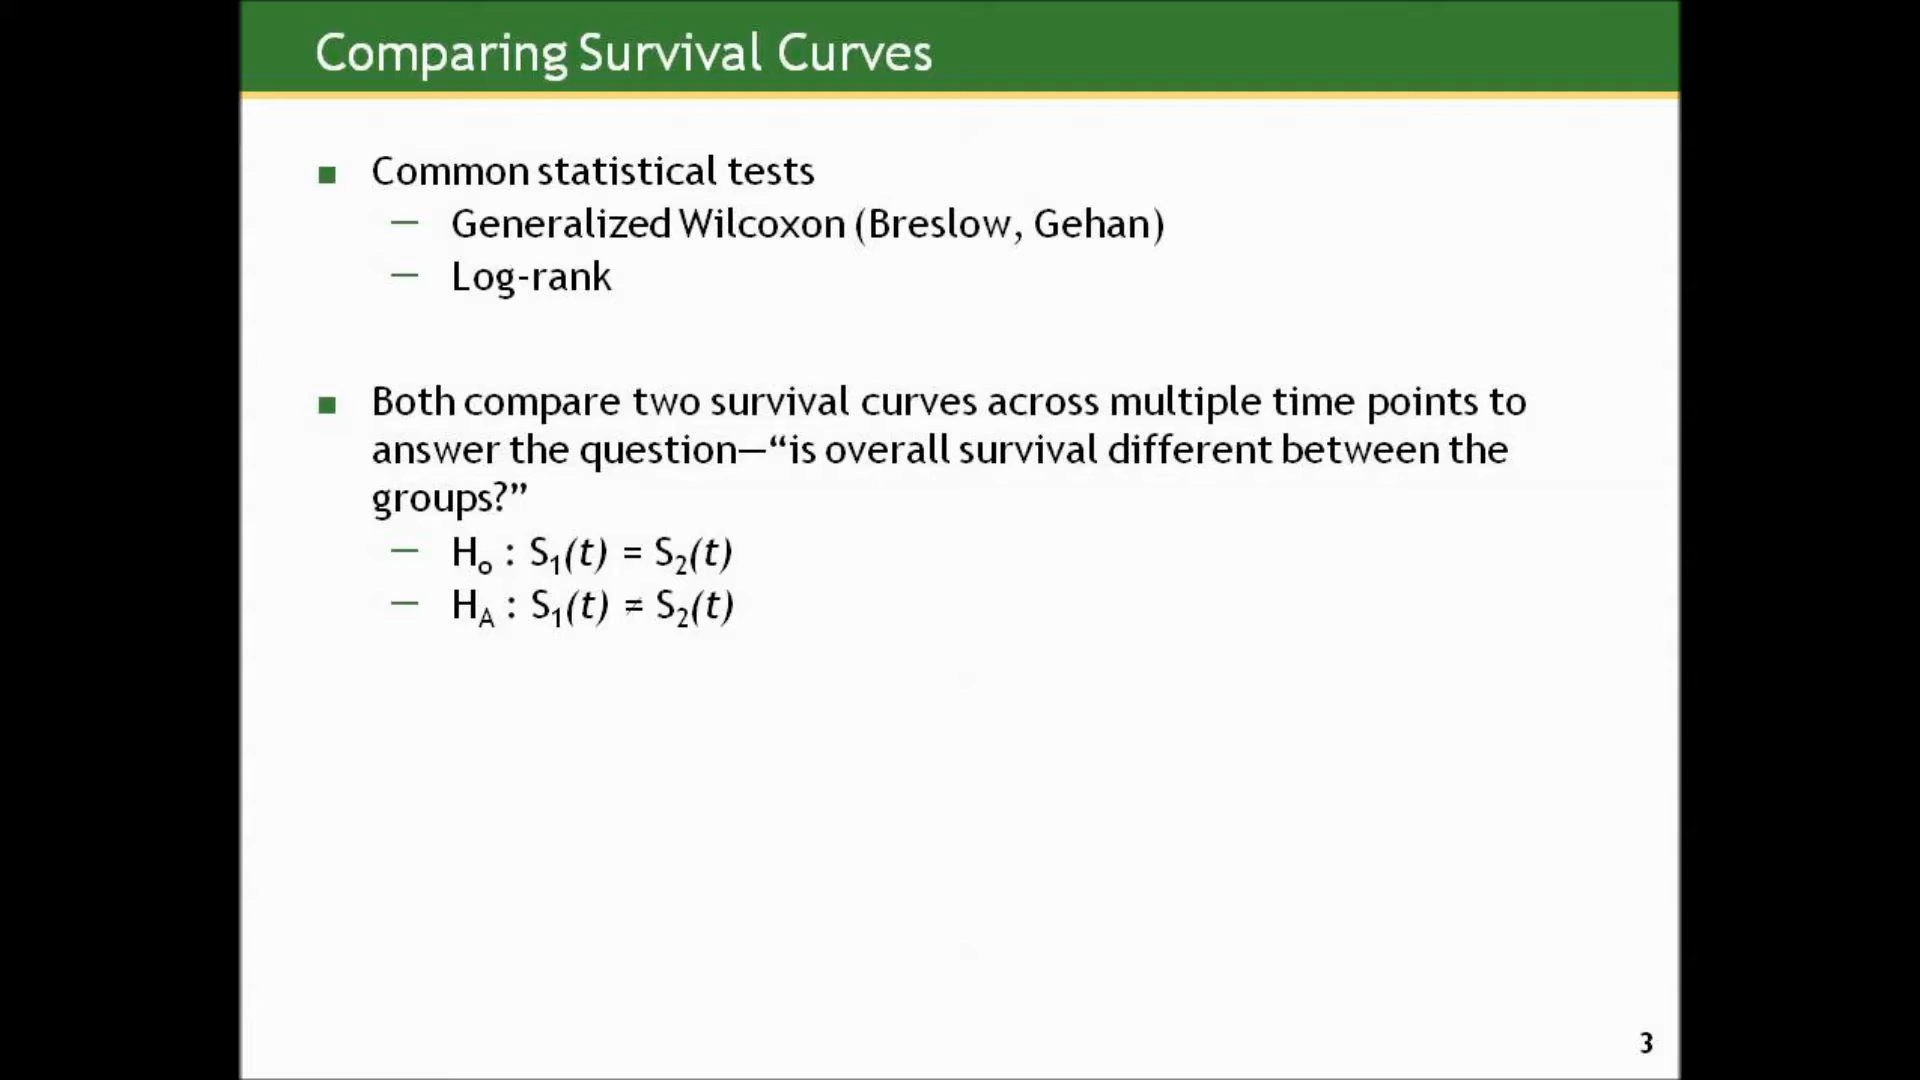 Comparing Survival Curves
■ Common statistical tests
— Generalized Wilcoxon (Breslow, Gehan)
— Log-rank
■ Both compare two survival curves across multiple time points to
answer the question—“is overall survival different between the
groups?”
— Hₒ : S₁(t) = S₂(t)
— H_A : S₁(t) ≠ S₂(t)
3